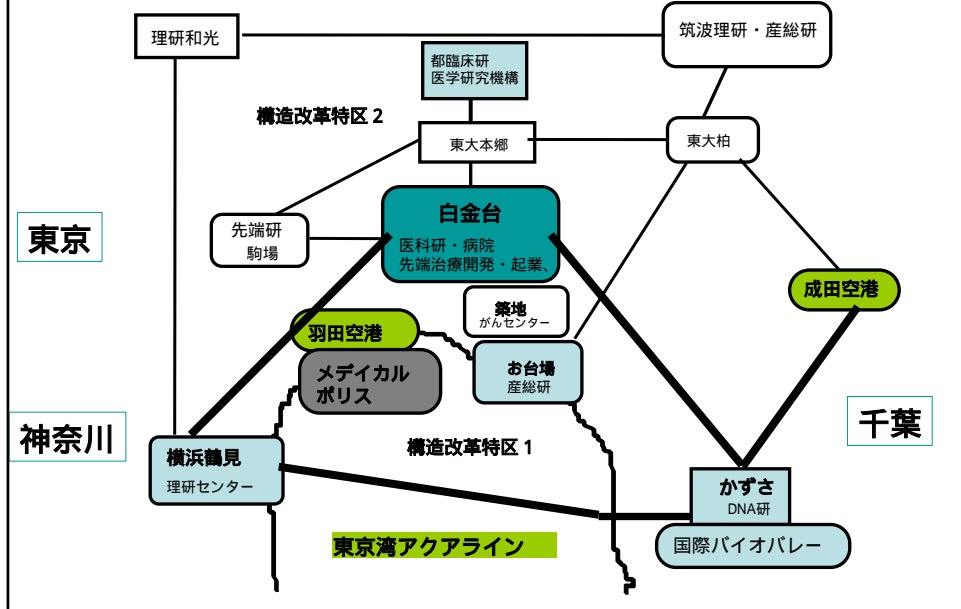 理研和光
筑波理研・産総研
都臨床研
医学研究機構
構造改革特区２
東大本郷
東大柏
東京
先端研
駒場
白金台
医科研・病院
先端治療開発・起業、
成田空港
築地
がんセンター
羽田空港
メディカル
ポリス
お台場
産総研
神奈川
千葉
構造改革特区１
横浜鶴見
理研センター
かずさ
DNA研
東京湾アクアライン
国際バイオバレー